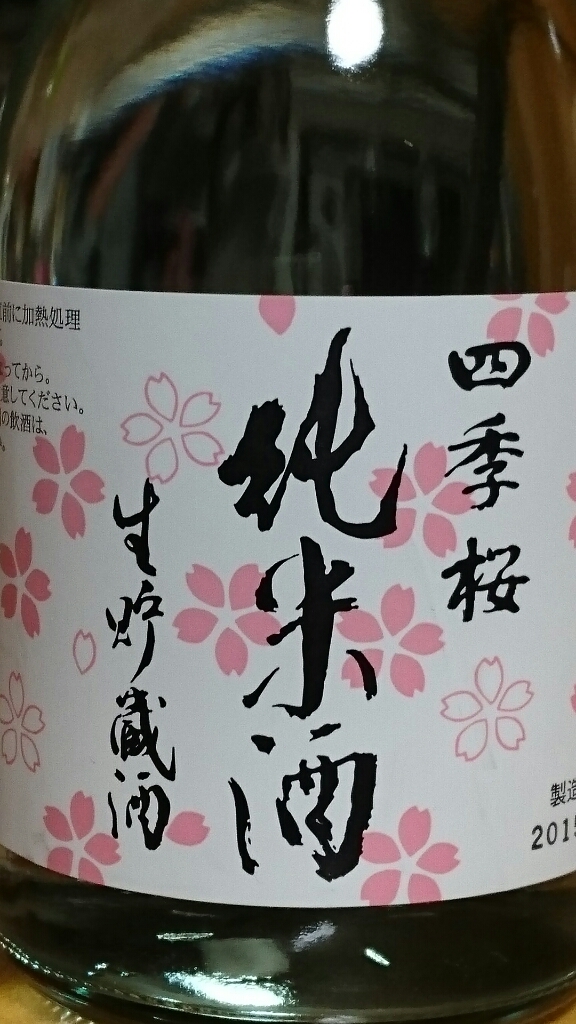 四季桜
純米酒
生貯蔵酒
前に加熱処理
ってから。
意してください。
の飲酒は、
製造
2015